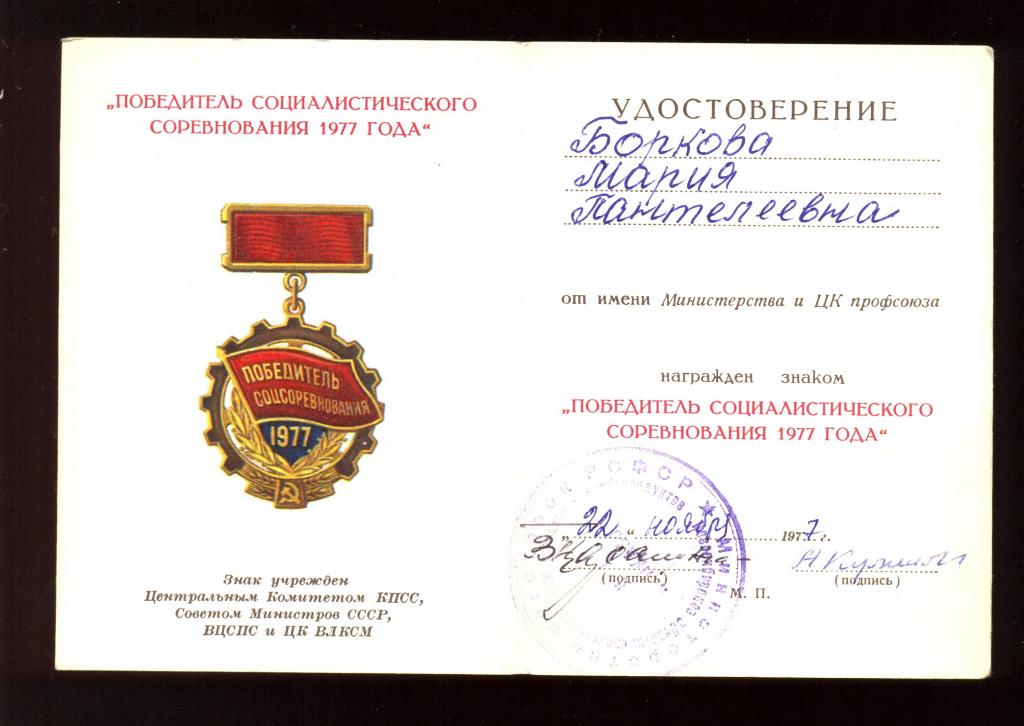 „ПОБЕДИТЕЛЬ СОЦИАЛИСТИЧЕСКОГО
СОРЕВНОВАНИЯ 1977 ГОДА“
ПОБЕДИТЕЛЬ
СОЦСОРЕВНОВАНИЯ
1977
Знак учрежден
Центральным Комитетом КПСС,
Советом Министров СССР,
ВЦСПС и ЦК ВЛКСМ
УДОСТОВЕРЕНИЕ
Боркова
Мария
Пантелеевна
от имени Министерства и ЦК профсоюза
награжден знаком
„ПОБЕДИТЕЛЬ СОЦИАЛИСТИЧЕСКОГО
СОРЕВНОВАНИЯ 1977 ГОДА“
РСФСР ★ МИНИСТЕРСТВО
„22“ ноября 1977 г.
(подпись) (подпись)
М. П.